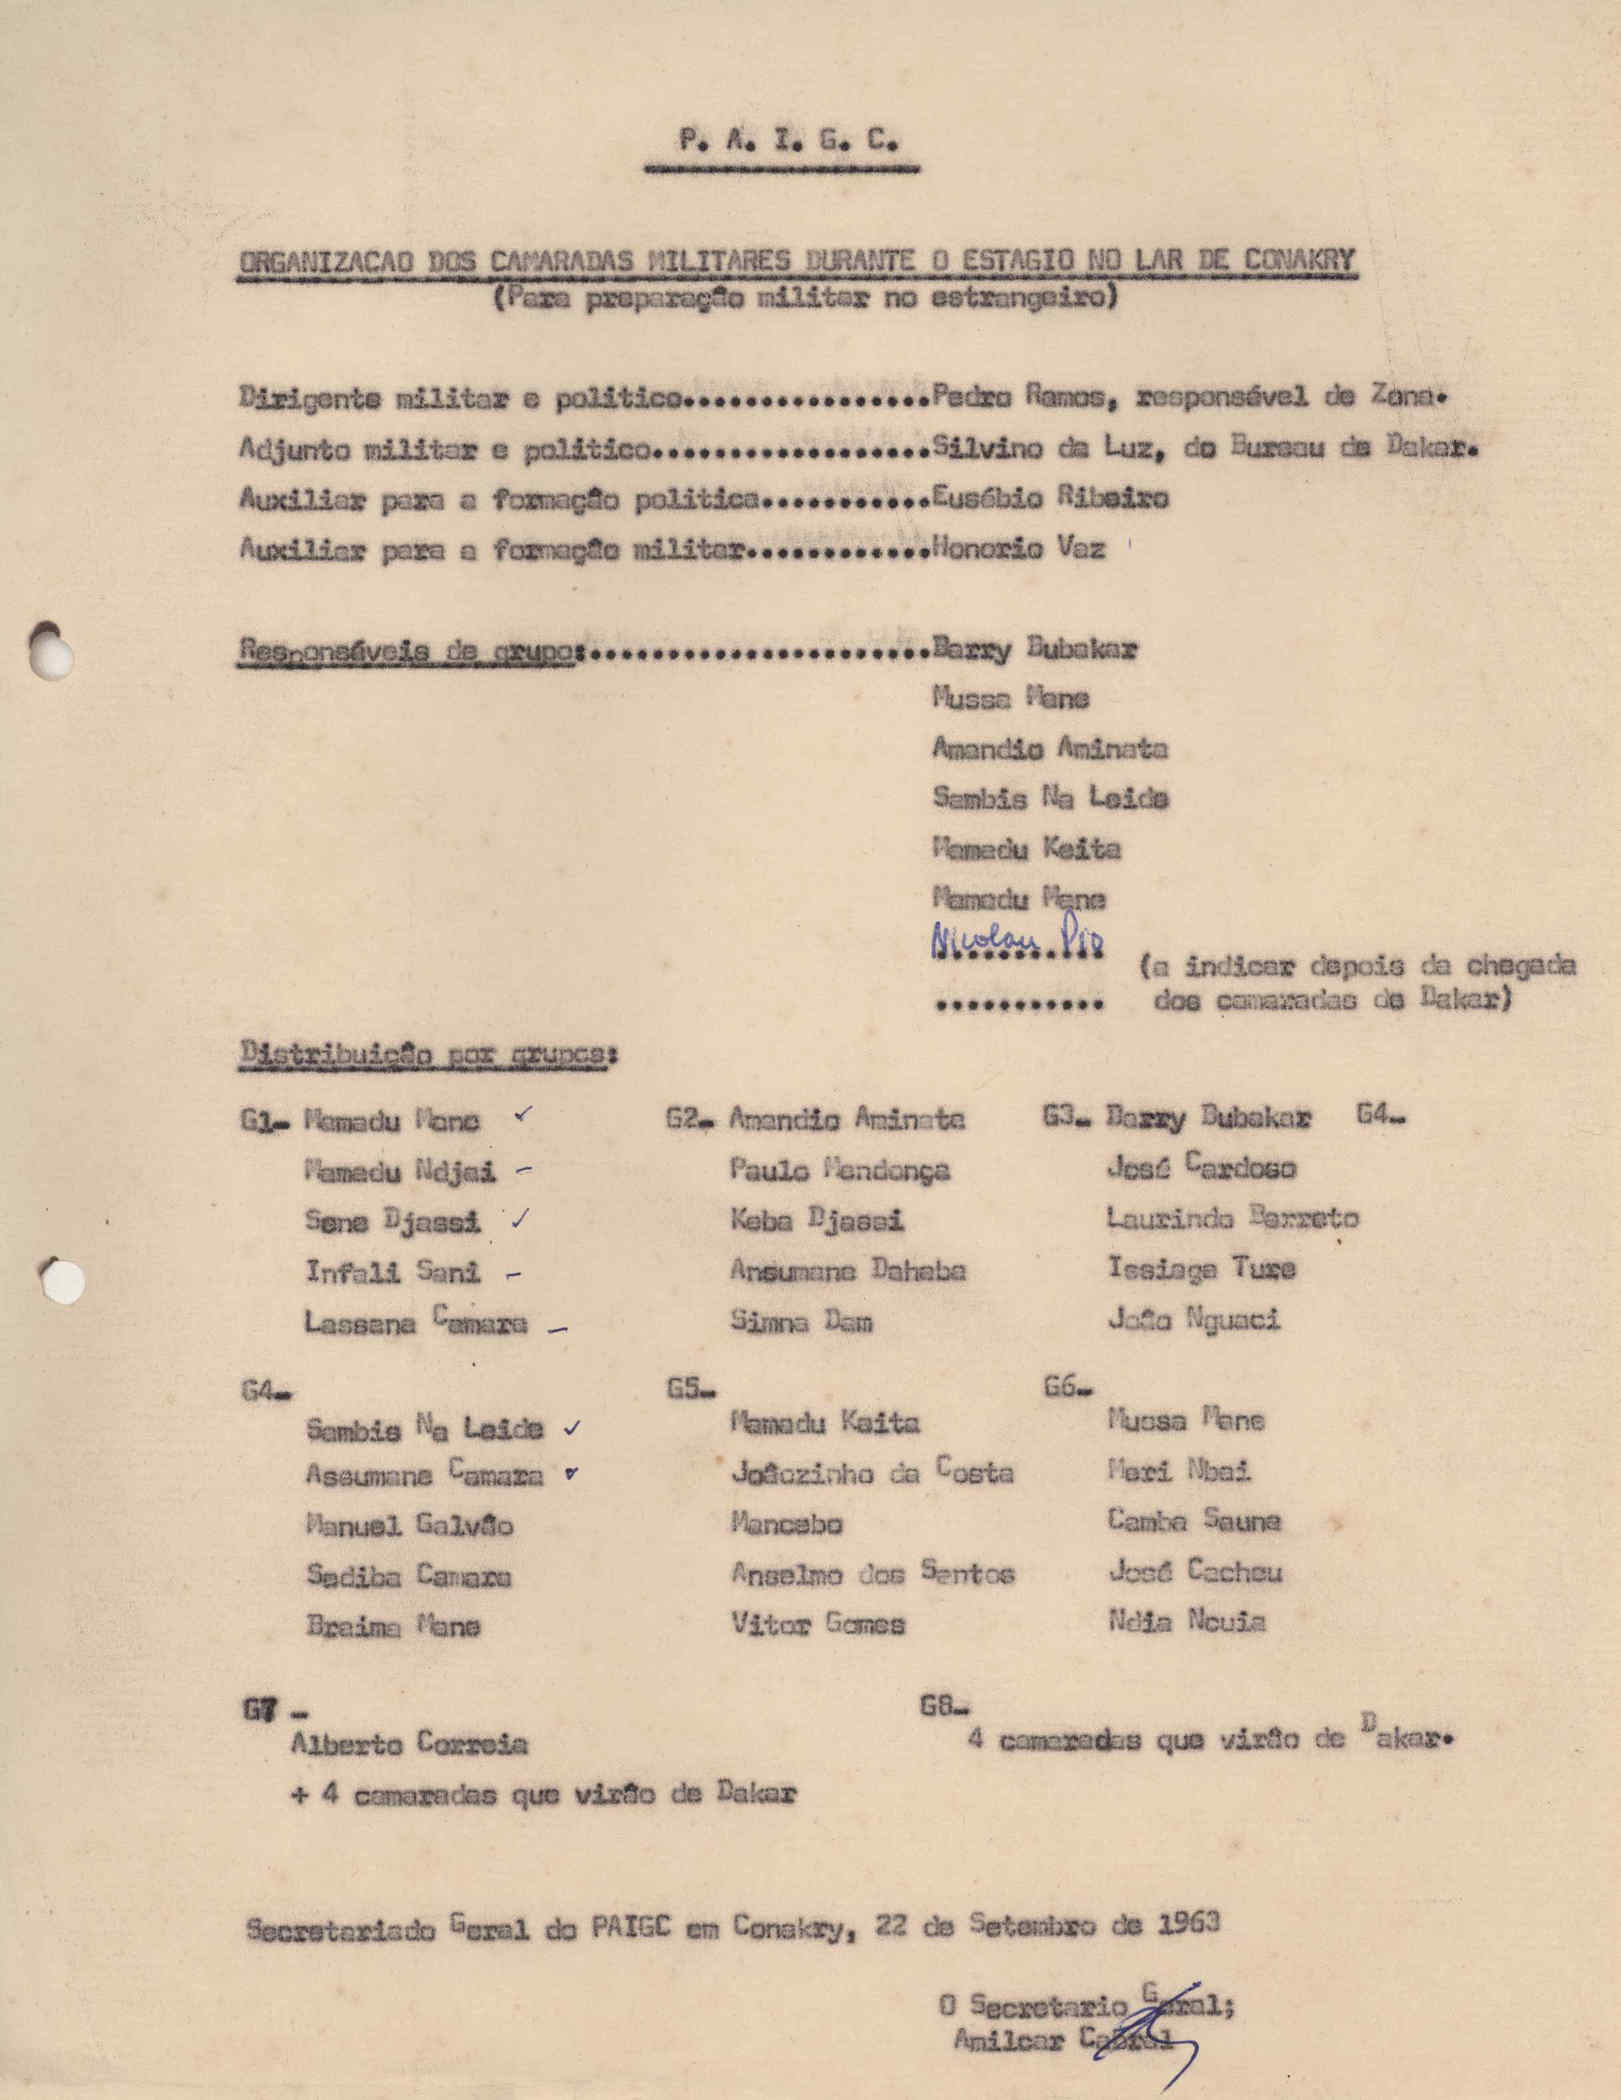 P. A. I. G. C.
ORGANIZACAO DOS CAMARADAS MILITARES DURANTE O ESTAGIO NO LAR DE CONAKRY
(Para preparação militar no estrangeiro)
Dirigente militar e politico................Pedro Ramos, responsável de Zona.
Adjunto militar e politico..................Silvino da Luz, do Bureau de Dakar.
Auxiliar para a formação politica...........Eusébio Ribeiro
Auxiliar para a formação militar............Honorio Vaz
Responsáveis de grupo:......................Barry Bubakar
Mussa Mane
Amandio Aminata
Sambis Na Leide
Mamadu Keita
Mamadu Mane
Nicolau Pio
........... (a indicar depois da chegada
........... dos camaradas de Dakar)
Distribuição por grupos:
G1- Mamadu Mane ✓ G2- Amandio Aminata G3- Barry Bubakar G4-
Mamadu Ndjai - Paulo Mendonça José Cardoso
Sene Djassi ✓ Keba Djassi Laurindo Barreto
Infali Sani - Ansumane Dahaba Issiaga Ture
Lassana Camara - Simna Dam João Nguaci
G4- G5- G6-
Sambis Na Leide ✓ Mamadu Keita Mussa Mane
Assumane Camara ✓ Joãozinho da Costa Mori Nbai
Manuel Galvão Mancebo Camba Sauna
Sadiba Camara Anselmo dos Santos José Cacheu
Braima Mane Vitor Gomes Ndia Ncuia
G7 - G8-
Alberto Correia 4 camaradas que virão de Dakar.
+ 4 camaradas que virão de Dakar
Secretariado Geral do PAIGC em Conakry, 22 de Setembro de 1963
O Secretario Geral;
Amilcar Cabral